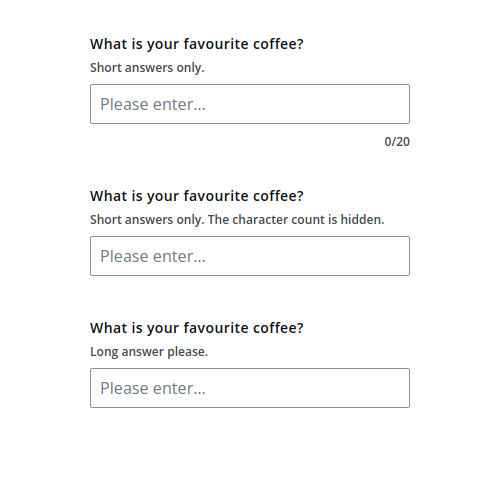 What is your favourite coffee?
Short answers only.
Please enter...
0/20
What is your favourite coffee?
Short answers only. The character count is hidden.
Please enter...
What is your favourite coffee?
Long answer please.
Please enter...